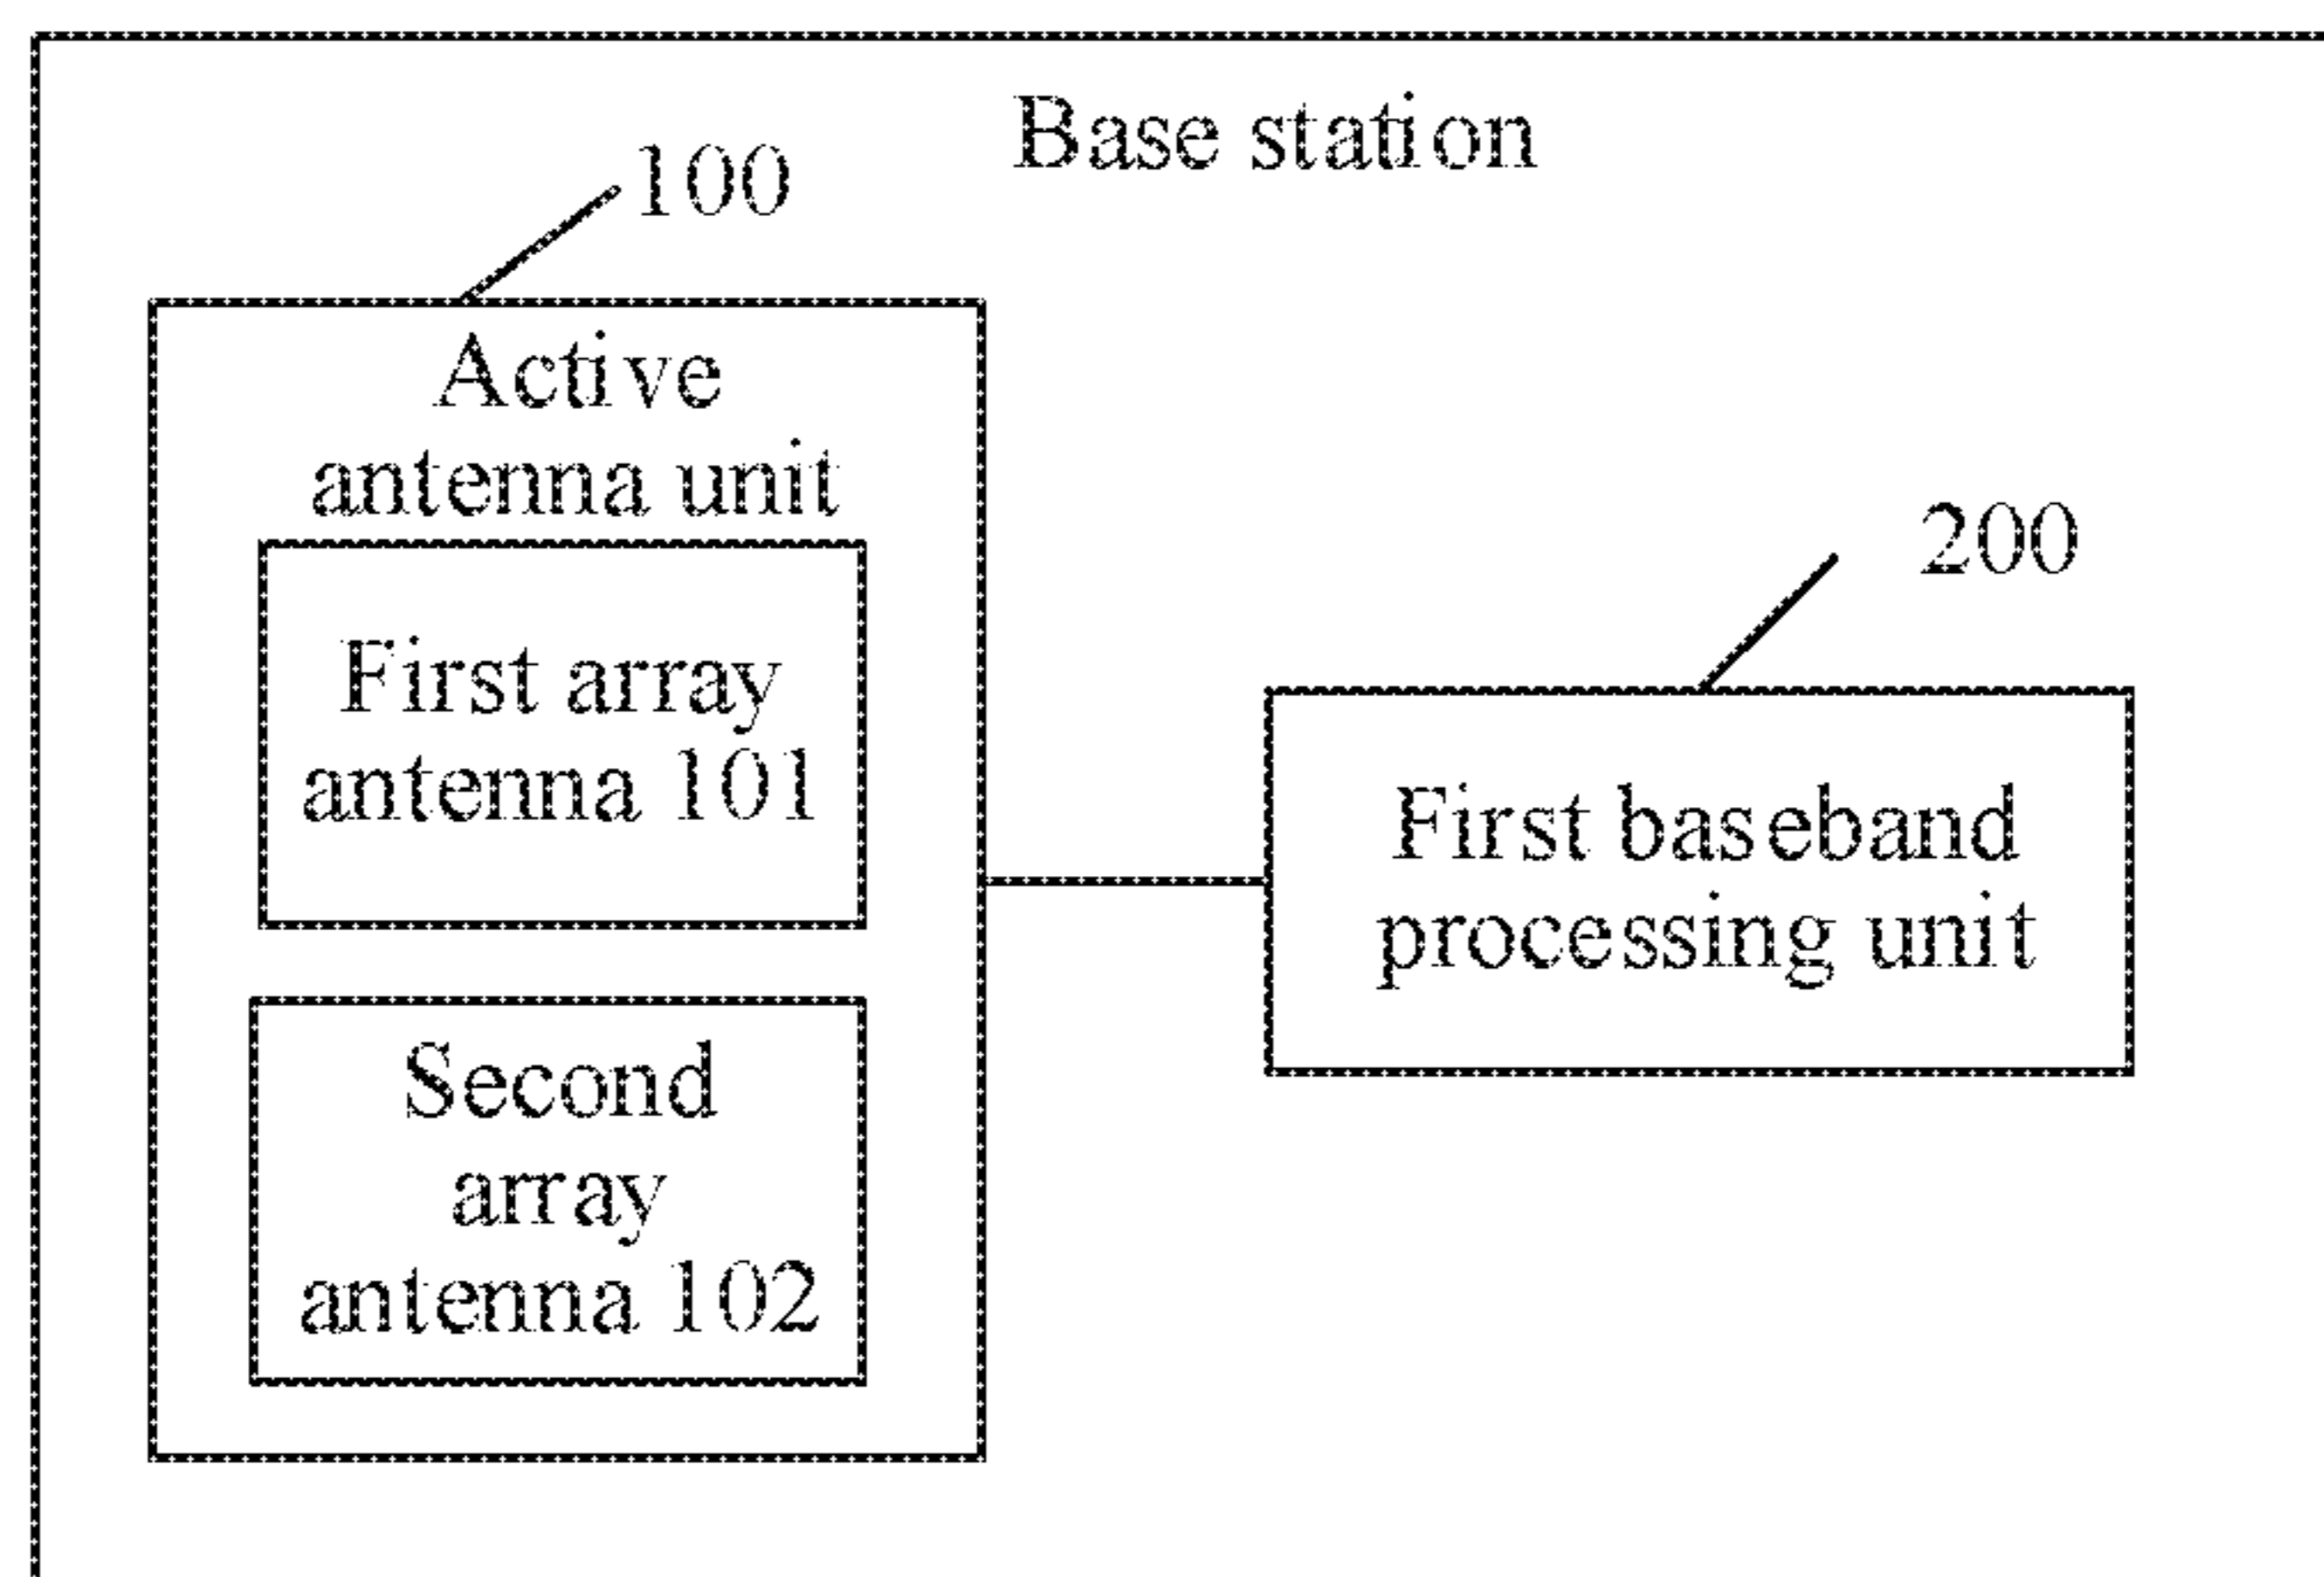 Base station
100
Active
antenna unit
First array
antenna 101
Second
array
antenna 102
200
First baseband
processing unit